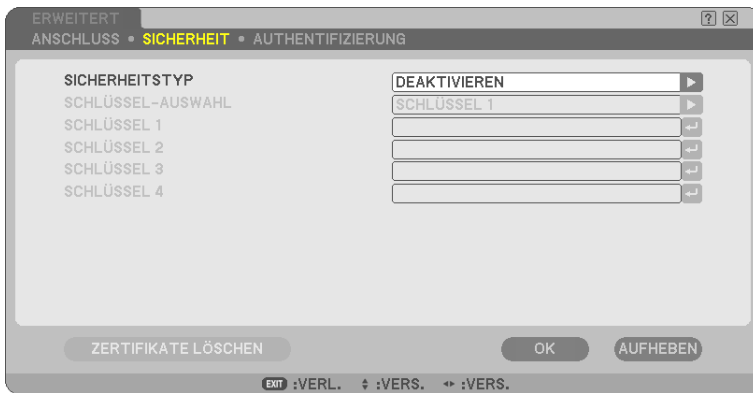 ERWEITERT
ANSCHLUSS • SICHERHEIT • AUTHENTIFIZIERUNG
SICHERHEITSTYP DEAKTIVIEREN
SCHLÜSSEL-AUSWAHL SCHLÜSSEL 1
SCHLÜSSEL 1
SCHLÜSSEL 2
SCHLÜSSEL 3
SCHLÜSSEL 4
ZERTIFIKATE LÖSCHEN OK AUFHEBEN
EXIT :VERL. :VERS. :VERS.